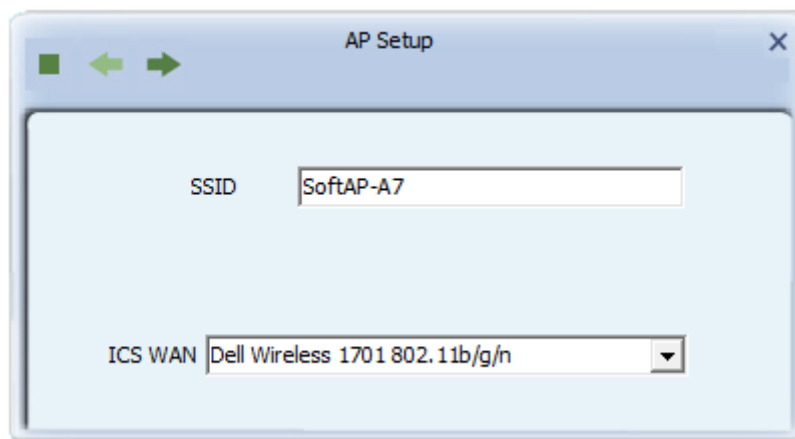 AP Setup
SSID SoftAP-A7
ICS WAN Dell Wireless 1701 802.11b/g/n